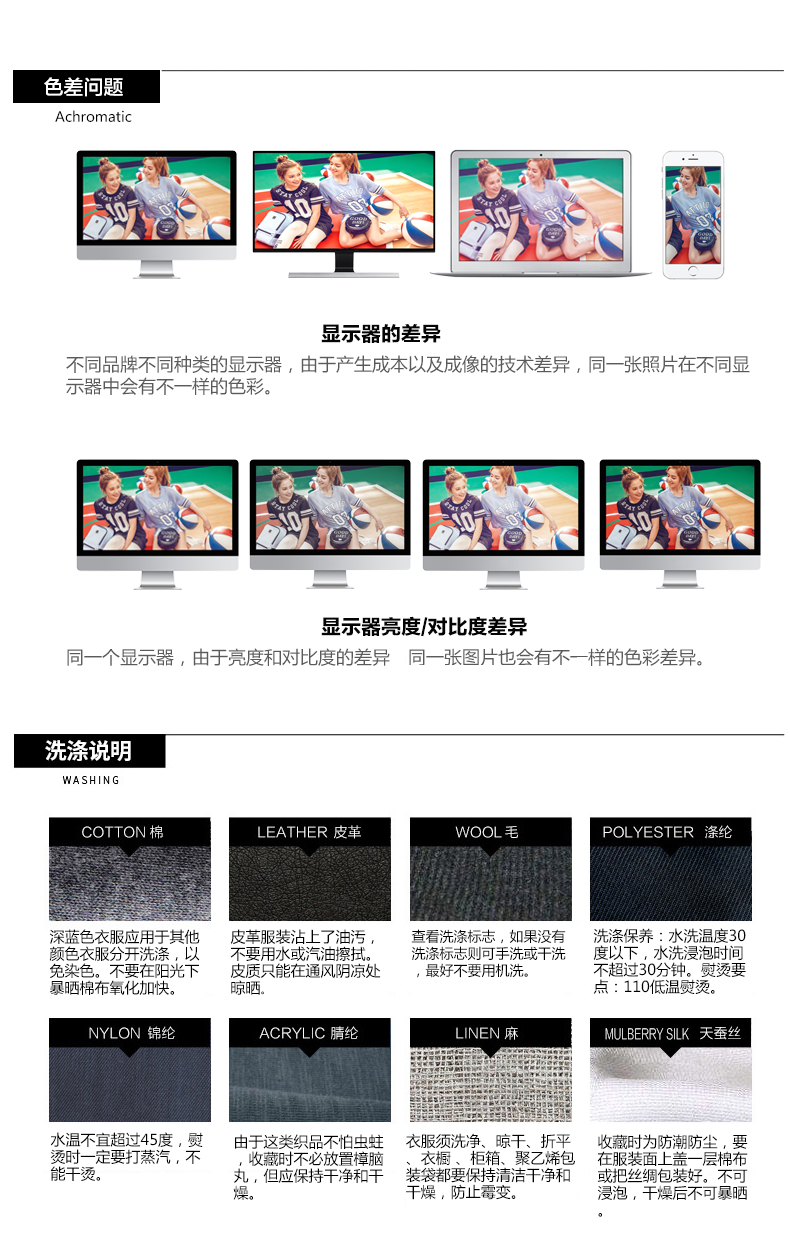 色差问题
Achromatic
显示器的差异
不同品牌不同种类的显示器，由于产生成本以及成像的技术差异，同一张照片在不同显
示器中会有不一样的色彩。
显示器亮度/对比度差异
同一个显示器，由于亮度和对比度的差异 同一张图片也会有不一样的色彩差异。
洗涤说明
WASHING
COTTON 棉
深蓝色衣服应用于其他
颜色衣服分开洗涤，以
免染色。不要在阳光下
暴晒棉布氧化加快。
LEATHER 皮革
皮革服装沾上了油污，
不要用水或汽油擦拭。
皮质只能在通风阴凉处
晾晒。
WOOL 毛
查看洗涤标志，如果没有
洗涤标志则可手洗或干洗
，最好不要用机洗。
POLYESTER 涤纶
洗涤保养：水洗温度30
度以下，水洗浸泡时间
不超过30分钟。熨烫要
点：110低温熨烫。
NYLON 锦纶
水温不宜超过45度，熨
烫时一定要打蒸汽，不
能干烫。
ACRYLIC 腈纶
由于这类织品不怕虫蛀
，收藏时不必放置樟脑
丸，但应保持干净和干
燥。
LINEN 麻
衣服须洗净、晾干、折平
、衣橱 、柜箱、聚乙烯包
装袋都要保持清洁干净和
干燥，防止霉变。
MULBERRY SILK 天蚕丝
收藏时为防潮防尘，要
在服装面上盖一层棉布
或把丝绸包装好。不可
浸泡，干燥后不可暴晒
。